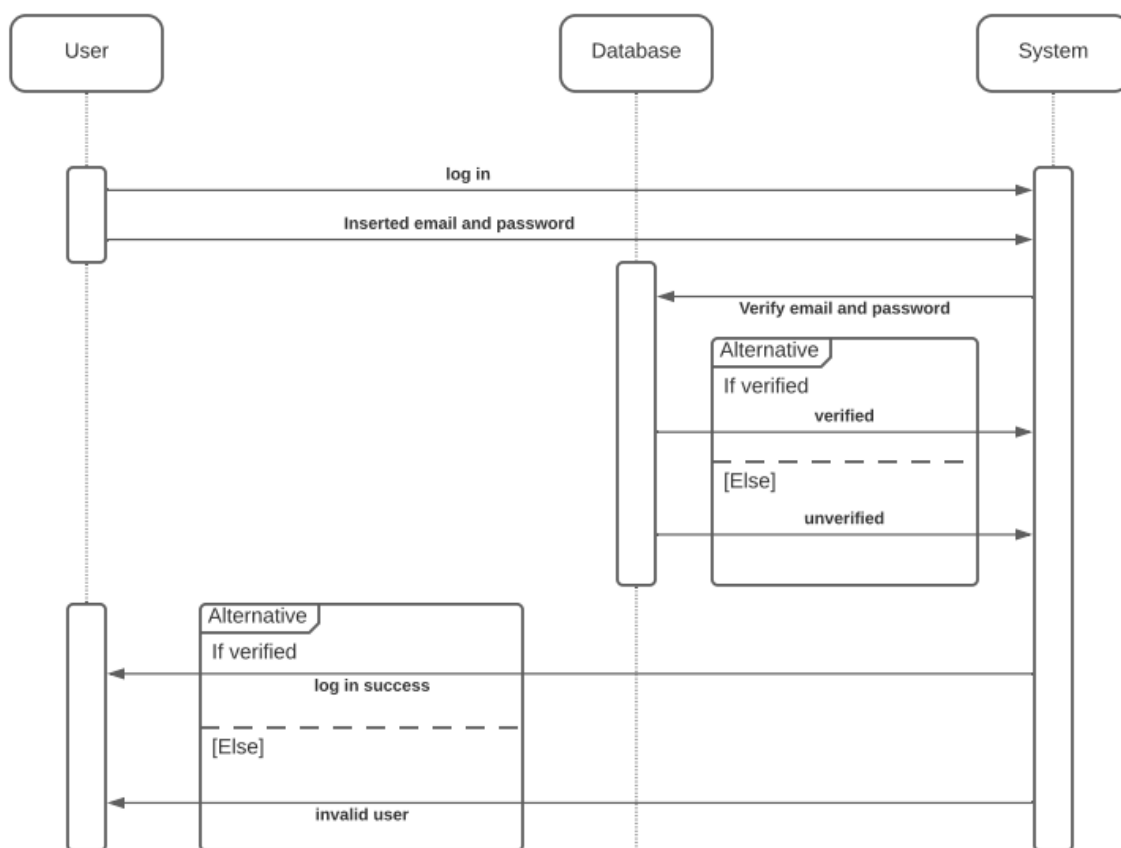 User
Database
System
log in
Inserted email and password
Verify email and password
Alternative
If verified
verified
[Else]
unverified
Alternative
If verified
log in success
[Else]
invalid user